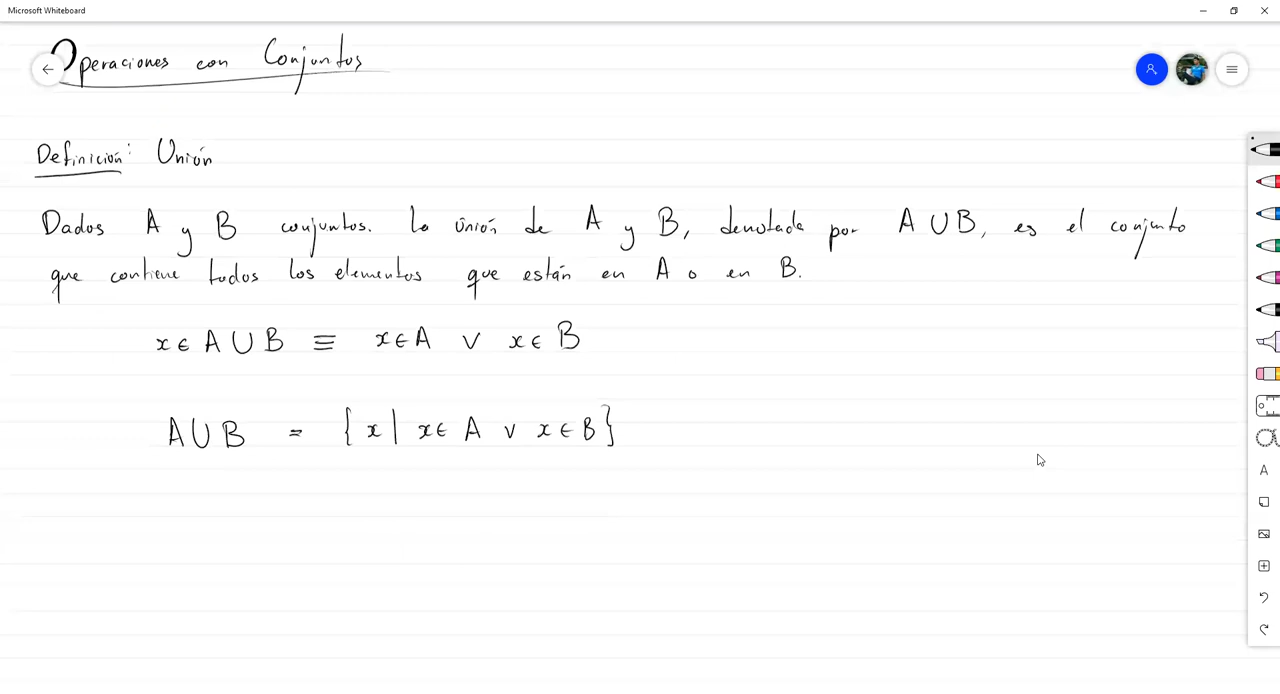 Microsoft Whiteboard
Operaciones con Conjuntos
Definición: Unión
Dados A y B conjuntos. La únión de A y B, denotada por A ∪ B, es el conjunto
que contiene todos los elementos que están en A o en B.
x ∈ A ∪ B ≡ x ∈ A ∨ x ∈ B
A ∪ B = {x | x ∈ A ∨ x ∈ B}
A